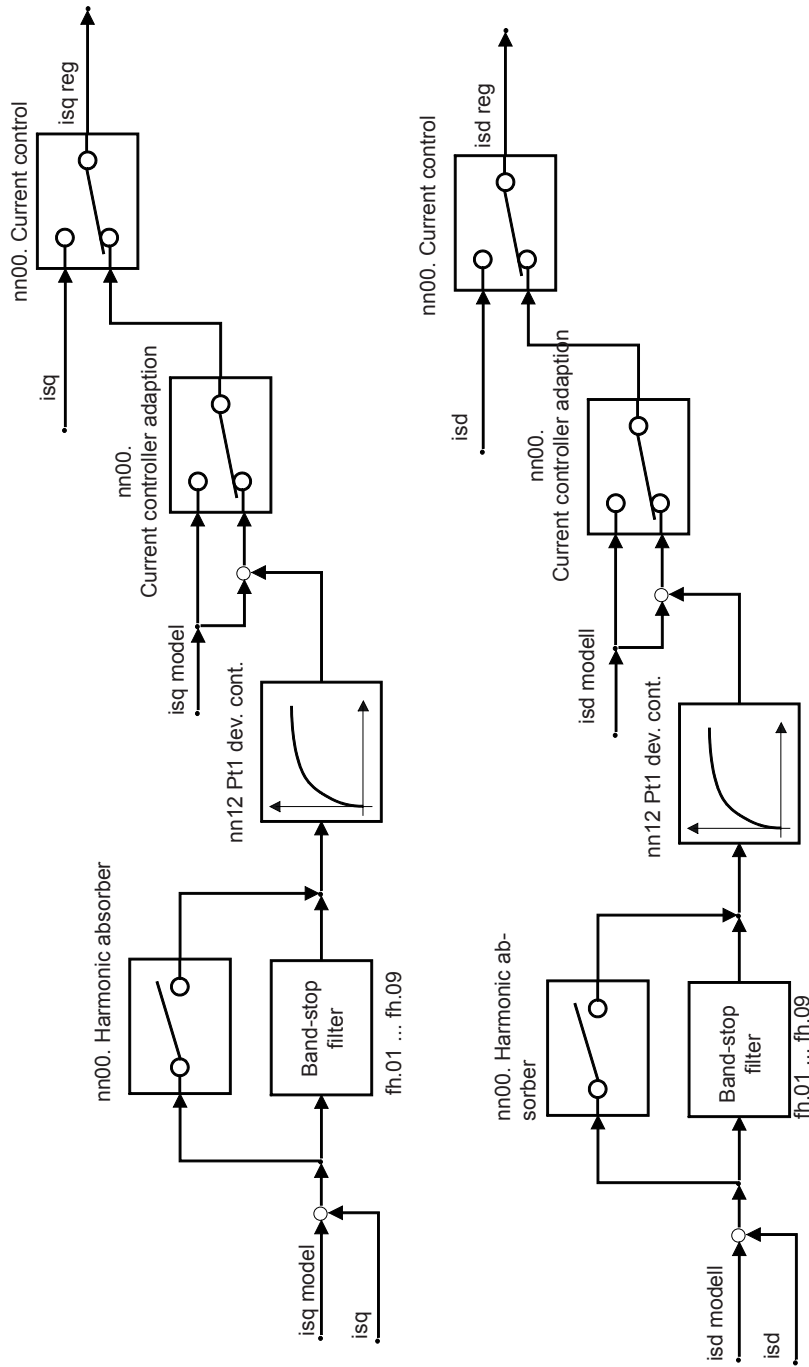 isq model
isq
nn00. Harmonic absorber
Band-stop
filter
fh.01 ... fh.09
nn12 Pt1 dev. cont.
isq model
nn00.
Current controller adaption
isq
nn00. Current control
isq reg
isd modell
isd
nn00. Harmonic ab-
sorber
Band-stop
filter
fh.01 ... fh.09
nn12 Pt1 dev. cont.
isd modell
nn00.
Current controller adaption
isd
nn00. Current control
isd reg